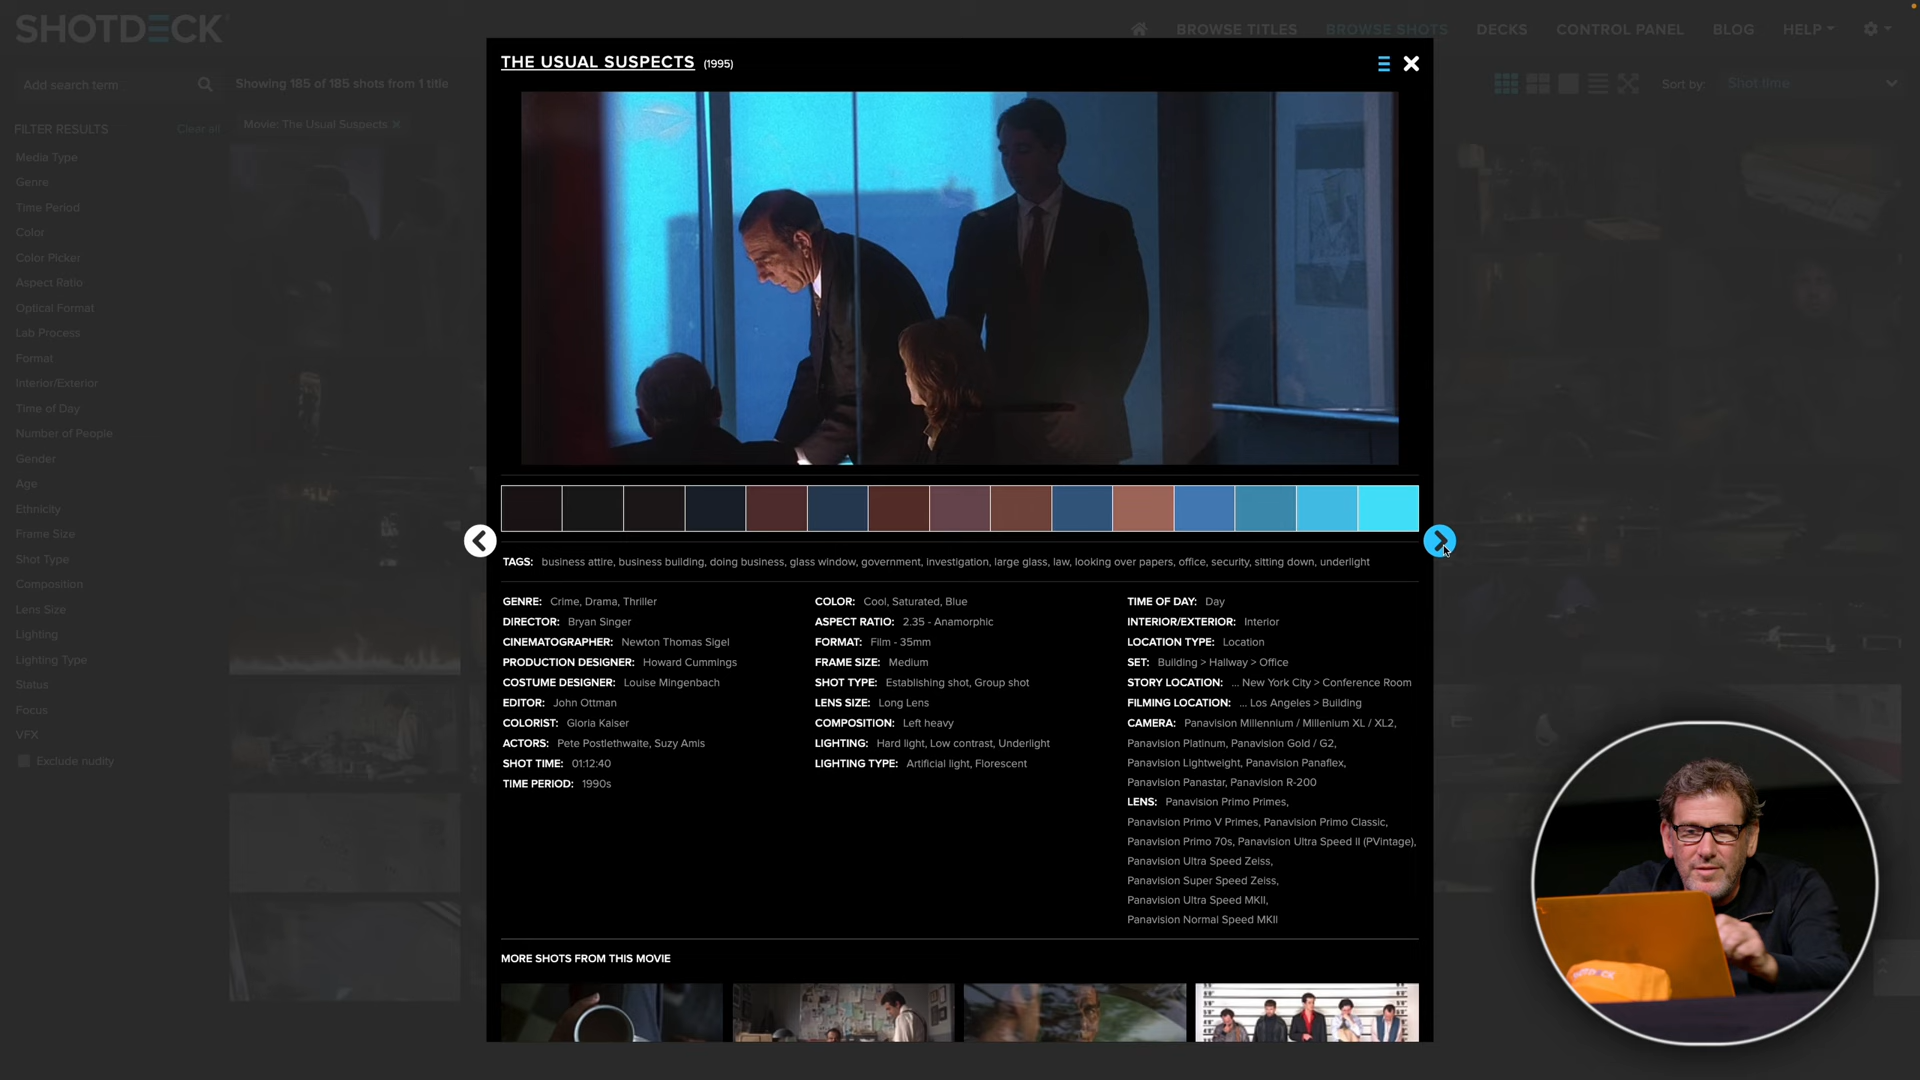 SHOTDECK
BROWSE TITLES
BROWSE SHOTS
DECKS
CONTROL PANEL
BLOG
HELP
Add search term
Showing 185 of 185 shots from 1 title
Sort by:
Shot time
FILTER RESULTS
Clear all
Movie: The Usual Suspects
Media Type
Genre
Time Period
Color
Color Picker
Aspect Ratio
Optical Format
Lab Process
Format
Interior/Exterior
Time of Day
Number of People
Gender
Age
Ethnicity
Frame Size
Shot Type
Composition
Lens Size
Lighting
Lighting Type
Status
Focus
VFX
Exclude nudity
THE USUAL SUSPECTS (1995)
TAGS: business attire, business building, doing business, glass window, government, investigation, large glass, law, looking over papers, office, security, sitting down, underlight
GENRE: Crime, Drama, Thriller
DIRECTOR: Bryan Singer
CINEMATOGRAPHER: Newton Thomas Sigel
PRODUCTION DESIGNER: Howard Cummings
COSTUME DESIGNER: Louise Mingenbach
EDITOR: John Ottman
COLORIST: Gloria Kaiser
ACTORS: Pete Postlethwaite, Suzy Amis
SHOT TIME: 01:12:40
TIME PERIOD: 1990s
COLOR: Cool, Saturated, Blue
ASPECT RATIO: 2.35 - Anamorphic
FORMAT: Film - 35mm
FRAME SIZE: Medium
SHOT TYPE: Establishing shot, Group shot
LENS SIZE: Long Lens
COMPOSITION: Left heavy
LIGHTING: Hard light, Low contrast, Underlight
LIGHTING TYPE: Artificial light, Florescent
TIME OF DAY: Day
INTERIOR/EXTERIOR: Interior
LOCATION TYPE: Location
SET: Building > Hallway > Office
STORY LOCATION: ... New York City > Conference Room
FILMING LOCATION: ... Los Angeles > Building
CAMERA: Panavision Millennium / Millenium XL / XL2,
Panavision Platinum, Panavision Gold / G2,
Panavision Lightweight, Panavision Panaflex,
Panavision Panastar, Panavision R-200
LENS: Panavision Primo Primes,
Panavision Primo V Primes, Panavision Primo Classic,
Panavision Primo 70s, Panavision Ultra Speed II (PVintage),
Panavision Ultra Speed Zeiss,
Panavision Super Speed Zeiss,
Panavision Ultra Speed MKII,
Panavision Normal Speed MKII
MORE SHOTS FROM THIS MOVIE
SHOTDECK